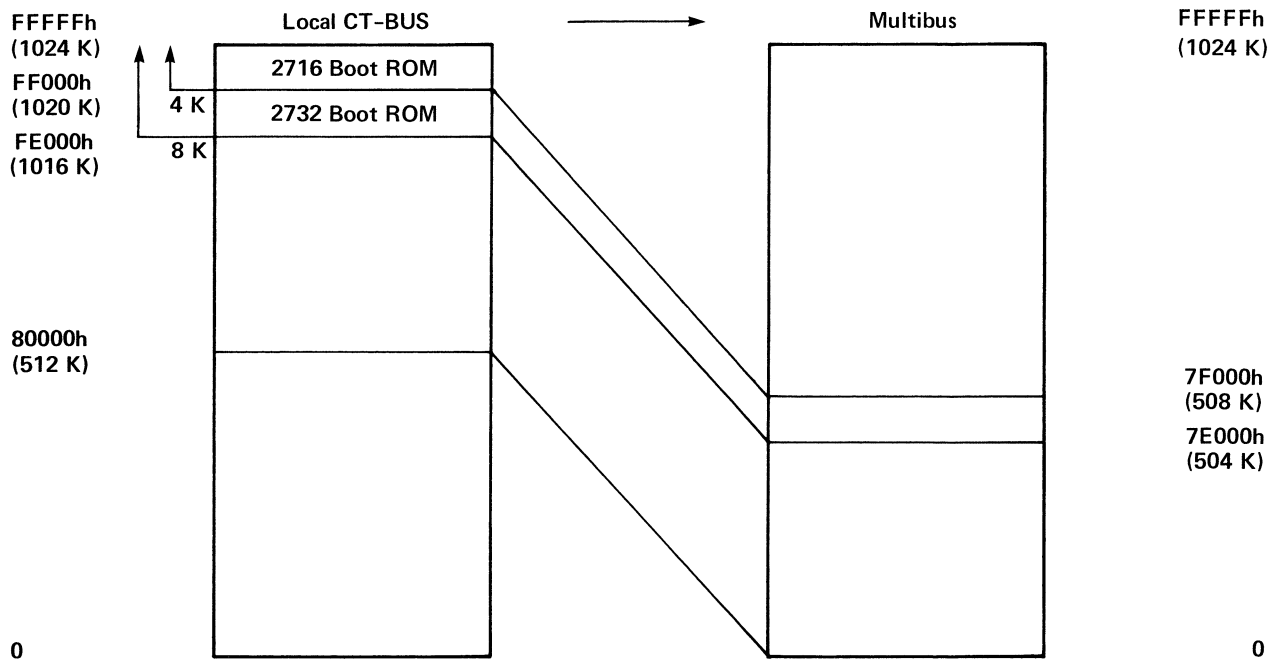 Local CT-BUS
Multibus
FFFFFh
(1024 K)
FF000h
(1020 K)
FE000h
(1016 K)
4 K
8 K
2716 Boot ROM
2732 Boot ROM
80000h
(512 K)
0
FFFFFh
(1024 K)
7F000h
(508 K)
7E000h
(504 K)
0